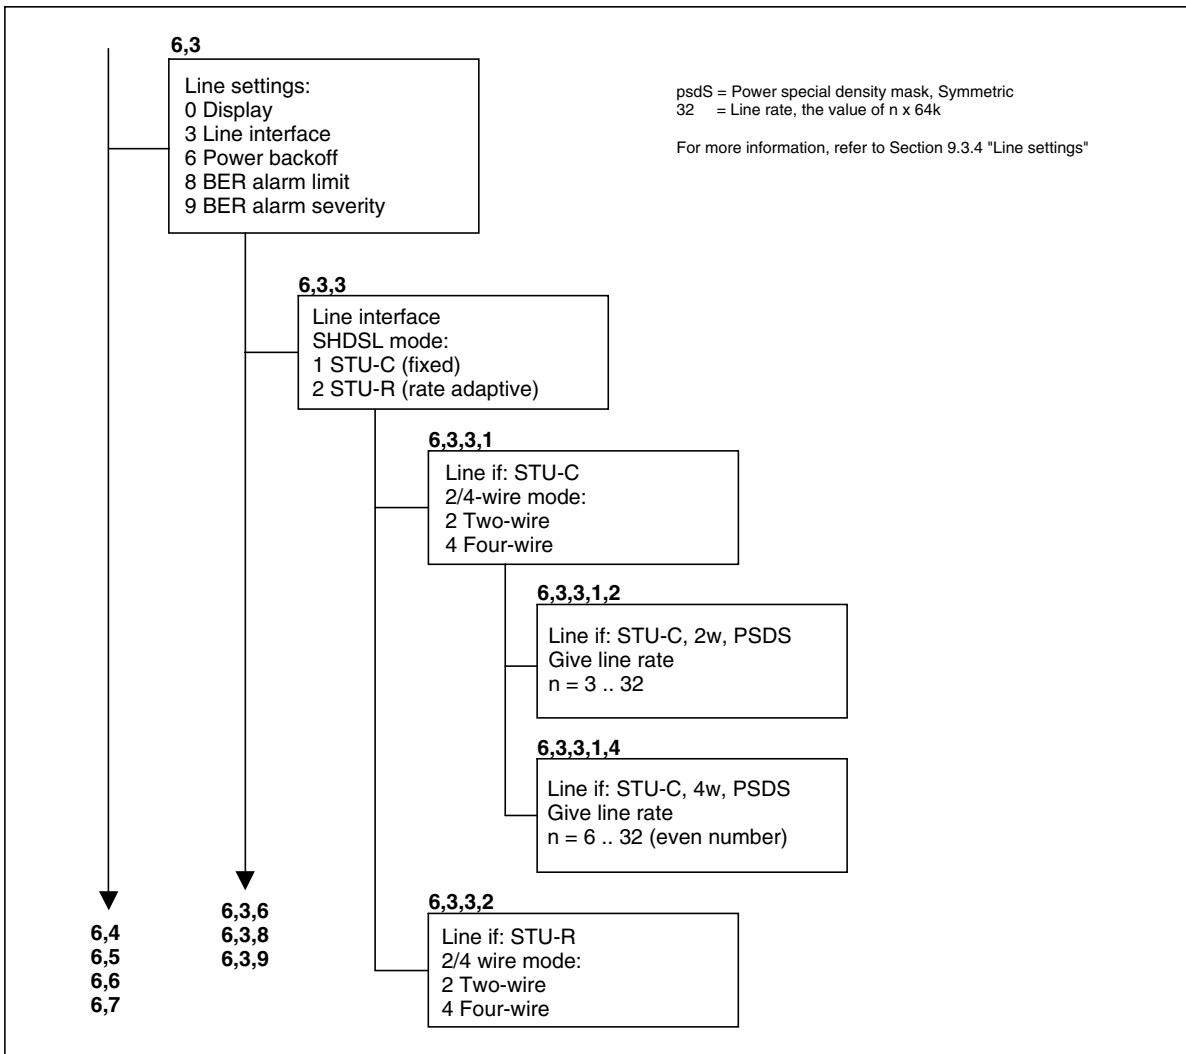 6,3
Line settings:
0 Display
3 Line interface
6 Power backoff
8 BER alarm limit
9 BER alarm severity
psdS = Power special density mask, Symmetric
32 = Line rate, the value of n x 64k
For more information, refer to Section 9.3.4 "Line settings"
6,3,3
Line interface
SHDSL mode:
1 STU-C (fixed)
2 STU-R (rate adaptive)
6,3,3,1
Line if: STU-C
2/4-wire mode:
2 Two-wire
4 Four-wire
6,3,3,1,2
Line if: STU-C, 2w, PSDS
Give line rate
n = 3 .. 32
6,3,3,1,4
Line if: STU-C, 4w, PSDS
Give line rate
n = 6 .. 32 (even number)
6,3,3,2
Line if: STU-R
2/4 wire mode:
2 Two-wire
4 Four-wire
6,3,6
6,3,8
6,3,9
6,4
6,5
6,6
6,7